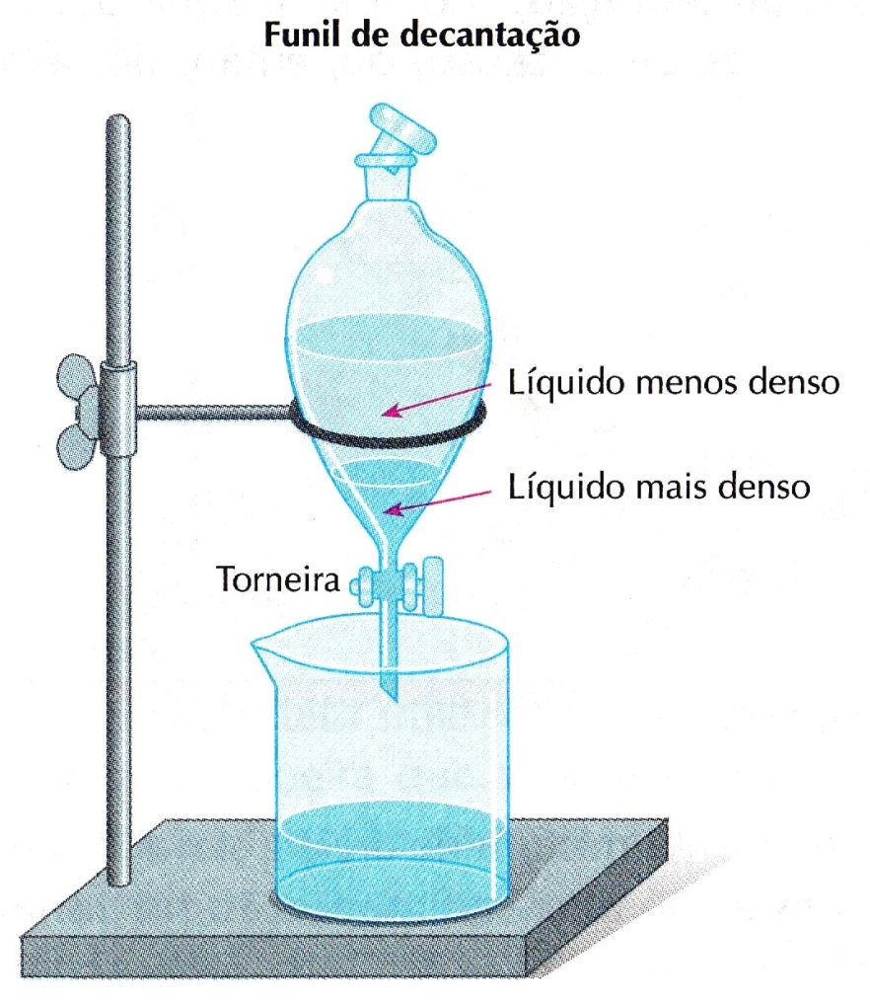 Funil de decantação
Líquido menos denso
Líquido mais denso
Torneira